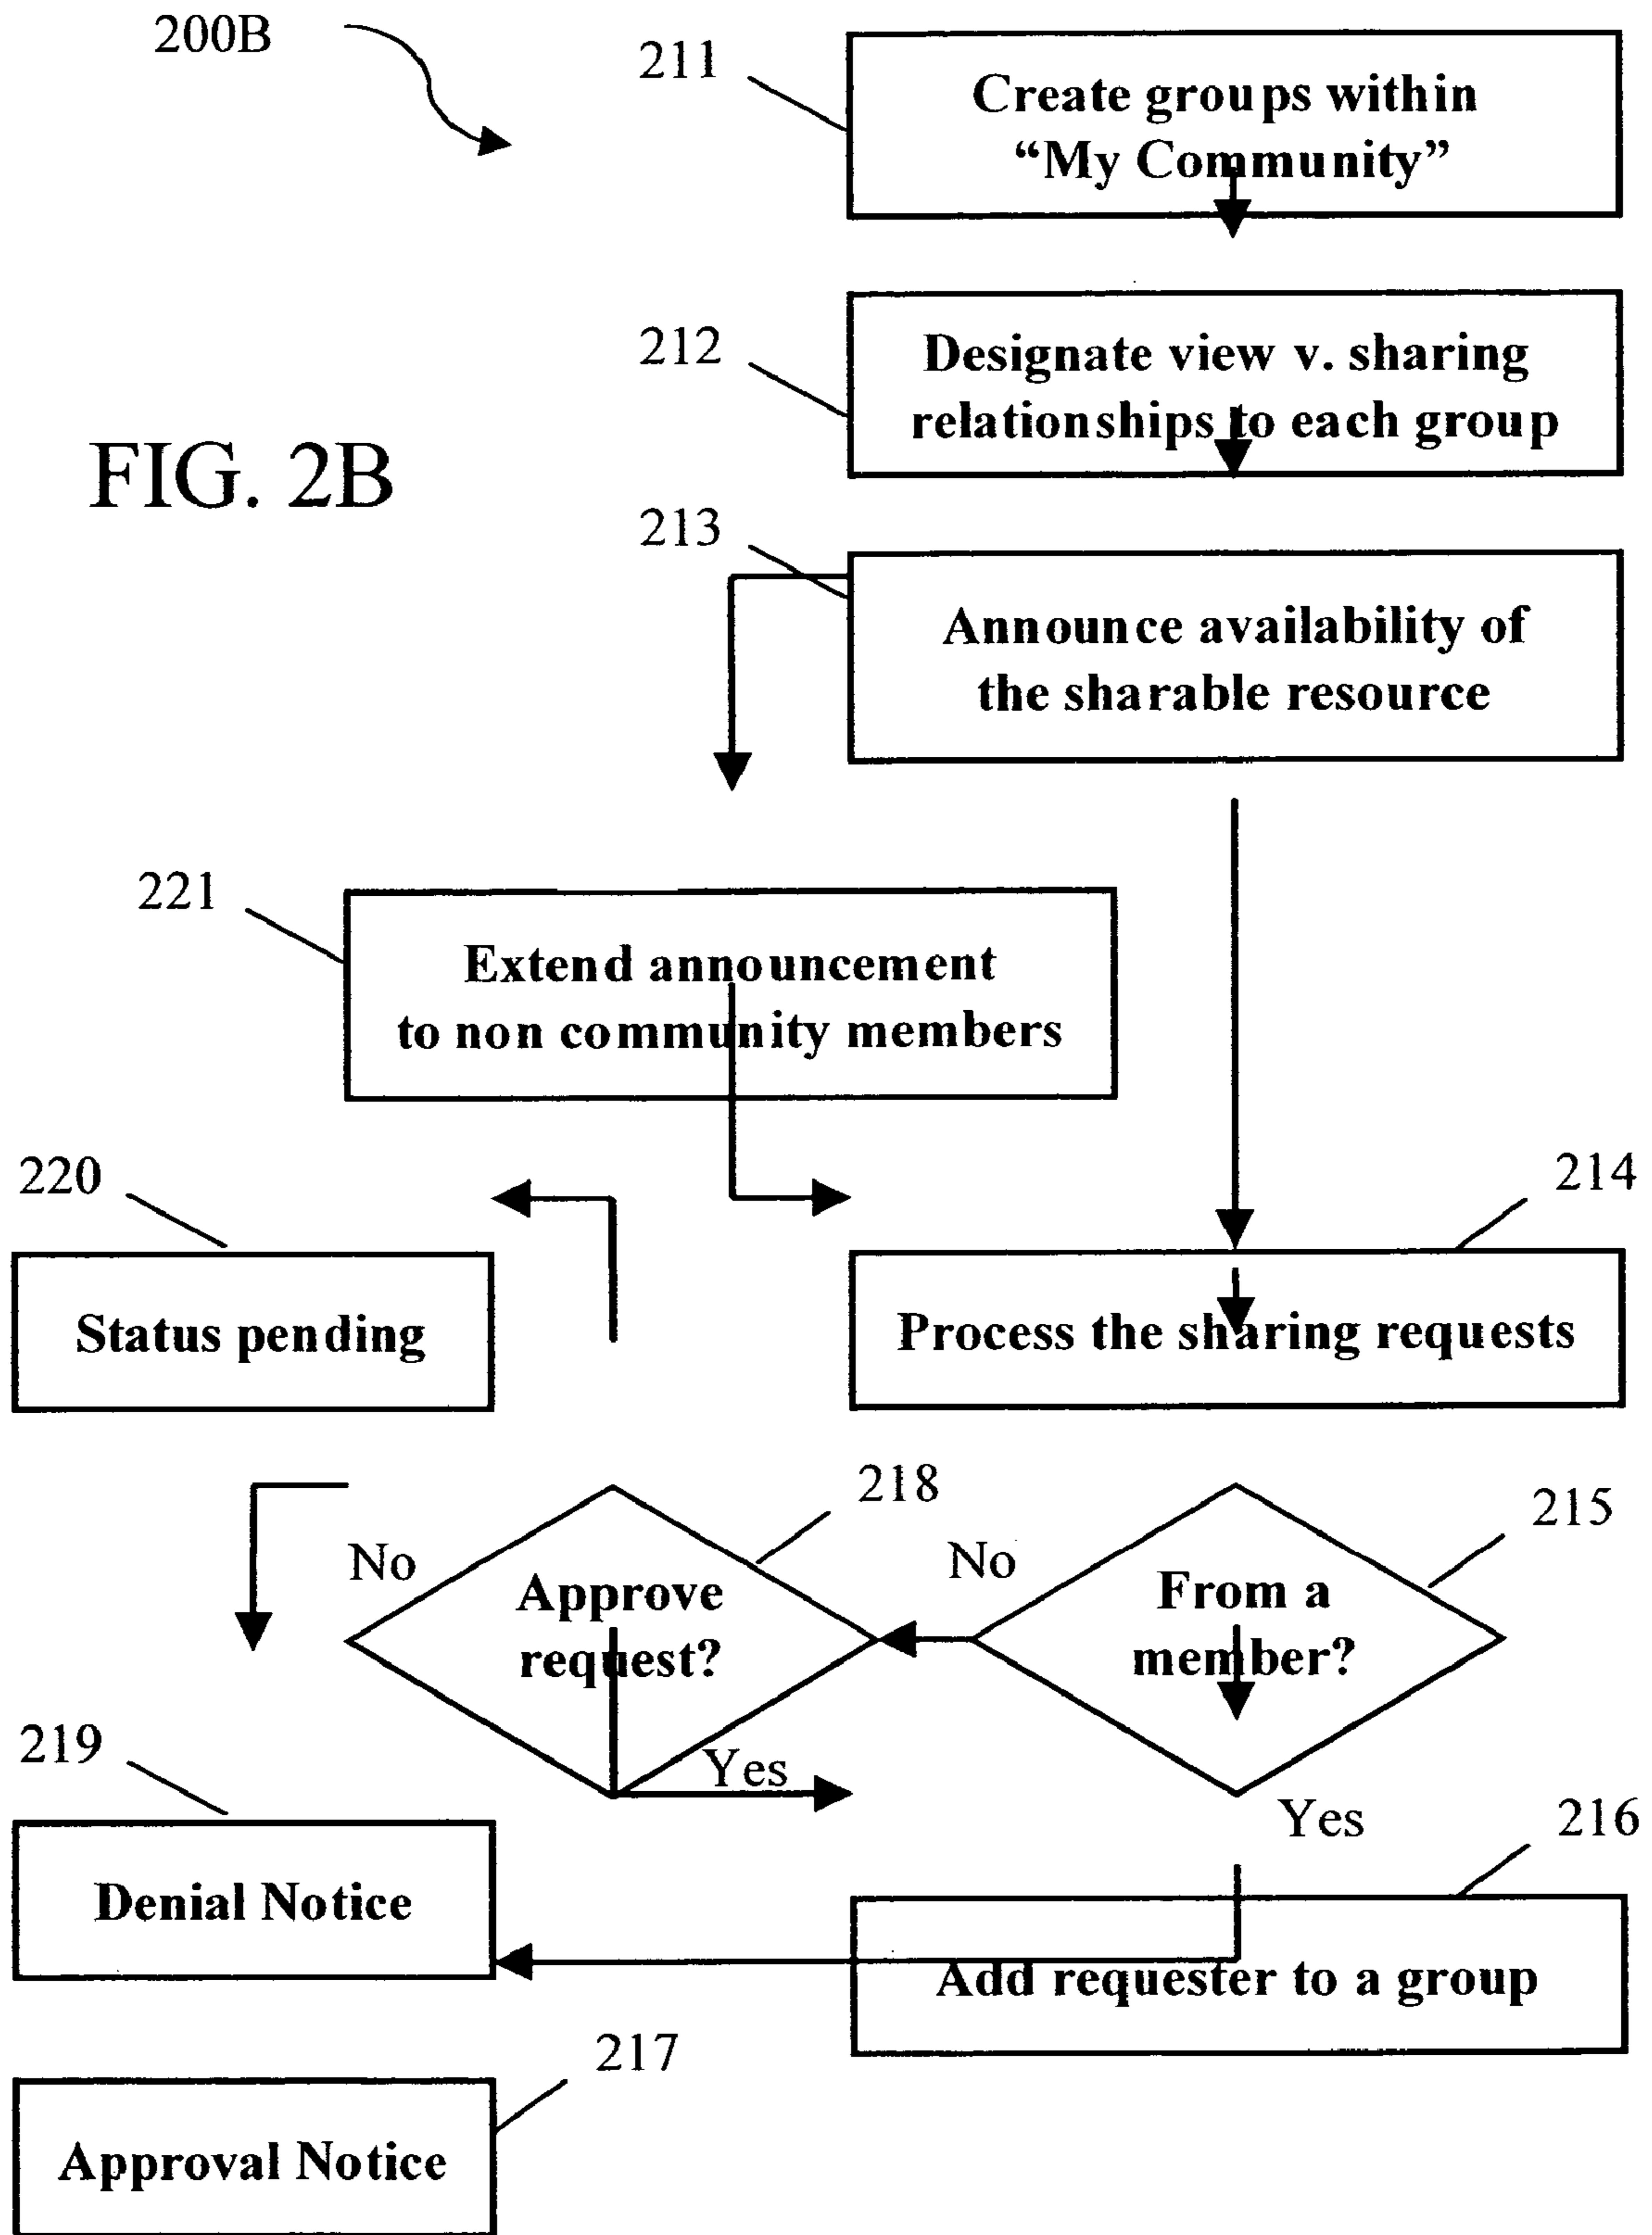 200B
211
Create groups within
“My Community”
212
Designate view v. sharing
relationships to each group
FIG. 2B
213
Announce availability of
the sharable resource
221
Extend announcement
to non community members
220
214
Status pending
Process the sharing requests
218
215
No
Approve
request?
No
From a
member?
219
Yes
Yes
216
Denial Notice
Add requester to a group
217
Approval Notice